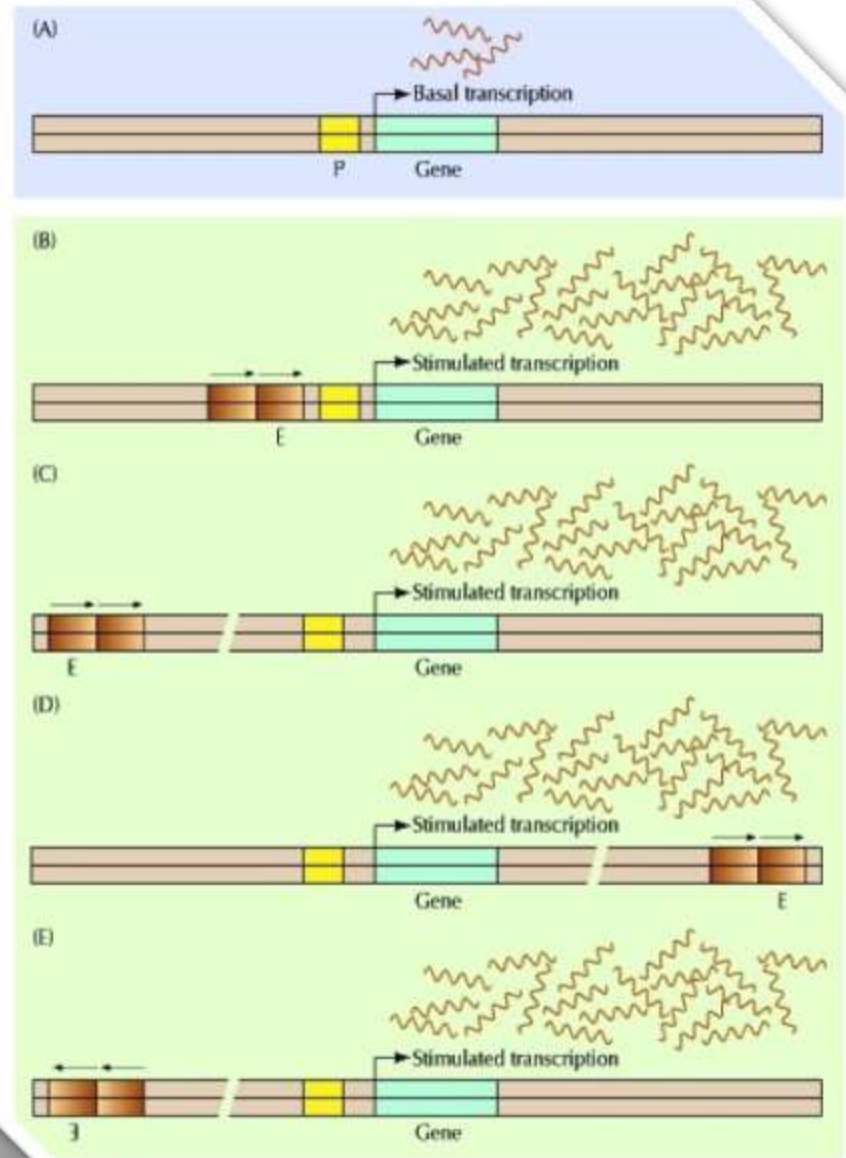 (A)
Basal transcription
P
Gene
(B)
Stimulated transcription
E
Gene
(C)
Stimulated transcription
E
Gene
(D)
Stimulated transcription
Gene
E
(E)
Stimulated transcription
Ǝ
Gene